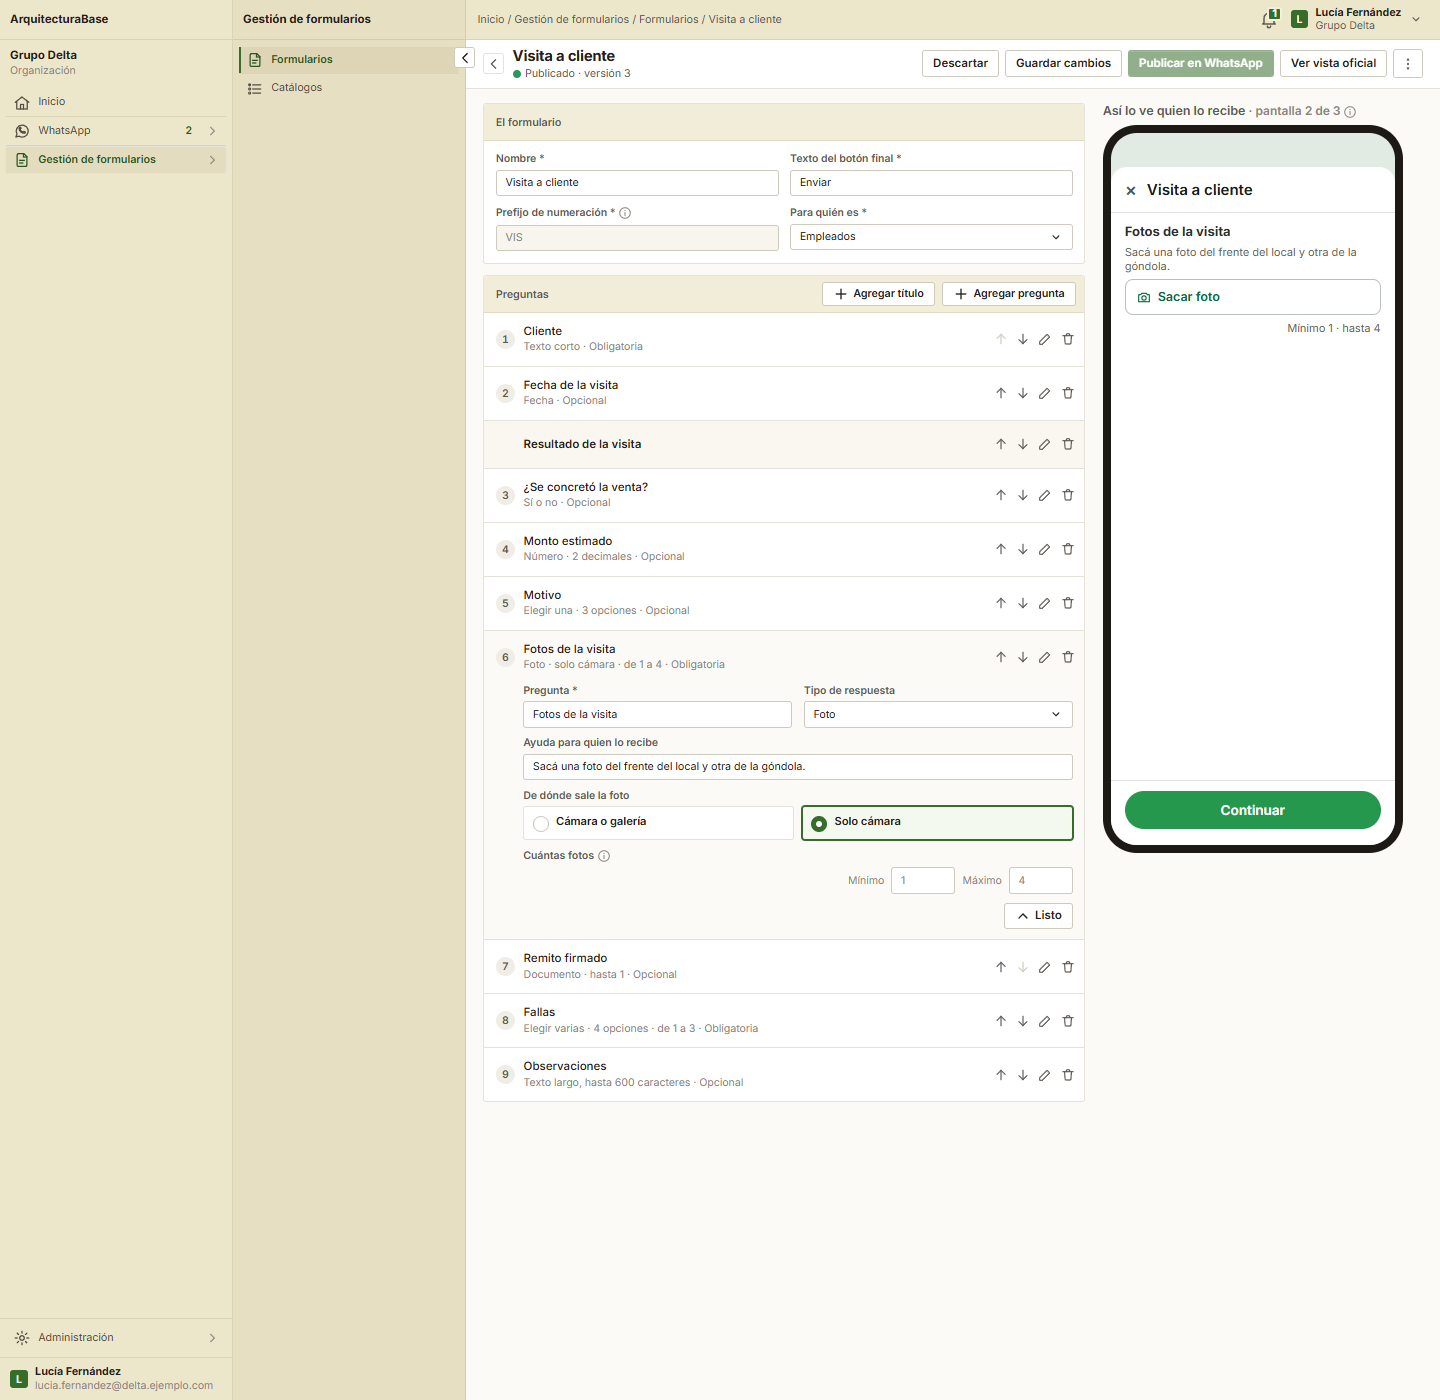 ArquitecturaBase
Grupo Delta
Organización
Inicio
WhatsApp
2
Gestión de formularios
Administración
L
Lucía Fernández
lucia.fernandez@delta.ejemplo.com
Gestión de formularios
Formularios
Catálogos
Inicio / Gestión de formularios / Formularios / Visita a cliente
1
L
Lucía Fernández
Grupo Delta
Visita a cliente
Publicado · versión 3
Descartar
Guardar cambios
Publicar en WhatsApp
Ver vista oficial
El formulario
Nombre *
Visita a cliente
Texto del botón final *
Enviar
Prefijo de numeración *
VIS
Para quién es *
Empleados
Preguntas
Agregar título
Agregar pregunta
1
Cliente
Texto corto · Obligatoria
2
Fecha de la visita
Fecha · Opcional
Resultado de la visita
3
¿Se concretó la venta?
Sí o no · Opcional
4
Monto estimado
Número · 2 decimales · Opcional
5
Motivo
Elegir una · 3 opciones · Opcional
6
Fotos de la visita
Foto · solo cámara · de 1 a 4 · Obligatoria
Pregunta *
Fotos de la visita
Tipo de respuesta
Foto
Ayuda para quien lo recibe
Sacá una foto del frente del local y otra de la góndola.
De dónde sale la foto
Cámara o galería
Solo cámara
Cuántas fotos
Mínimo
1
Máximo
4
Listo
7
Remito firmado
Documento · hasta 1 · Opcional
8
Fallas
Elegir varias · 4 opciones · de 1 a 3 · Obligatoria
9
Observaciones
Texto largo, hasta 600 caracteres · Opcional
Así lo ve quien lo recibe · pantalla 2 de 3
Visita a cliente
Fotos de la visita
Sacá una foto del frente del local y otra de la
góndola.
Sacar foto
Mínimo 1 · hasta 4
Continuar